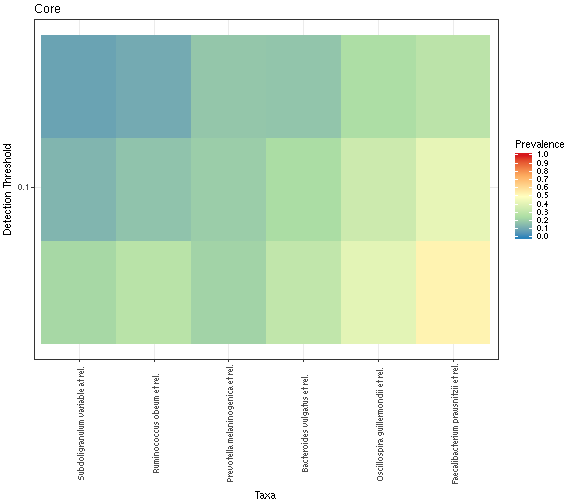 Core
Detection Threshold
0.1
Prevalence
1.0
0.9
0.8
0.7
0.6
0.5
0.4
0.3
0.2
0.1
0.0
Subdoligranulum variable at rel.
Ruminococcus obeum et rel.
Prevotella melaninogenica et rel.
Bacteroides vulgatus et rel.
Oscillospira guillermondii et rel.
Faecalibacterium prausnitzii et rel.
Taxa